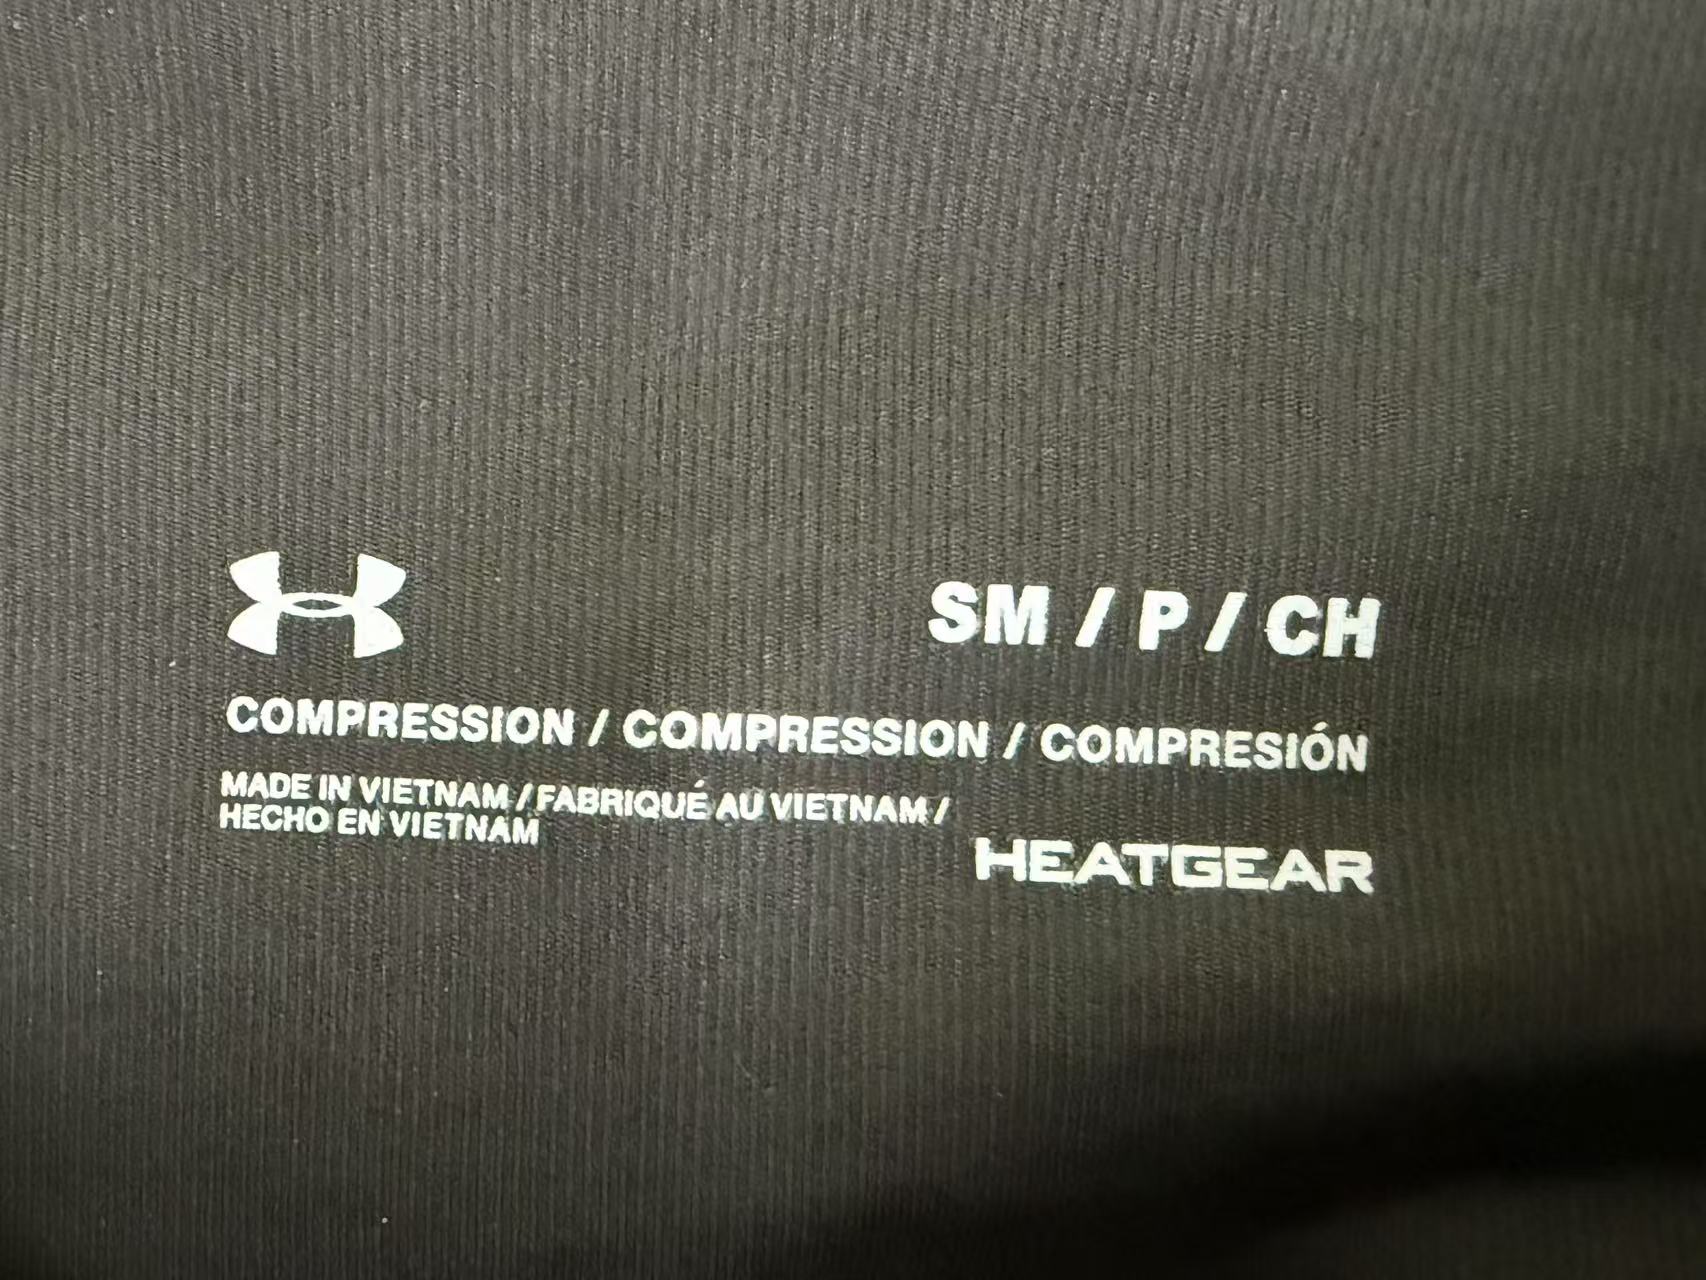 SM / P / CH
COMPRESSION / COMPRESSION / COMPRESIÓN
MADE IN VIETNAM / FABRIQUÉ AU VIETNAM /
HECHO EN VIETNAM
HEATGEAR